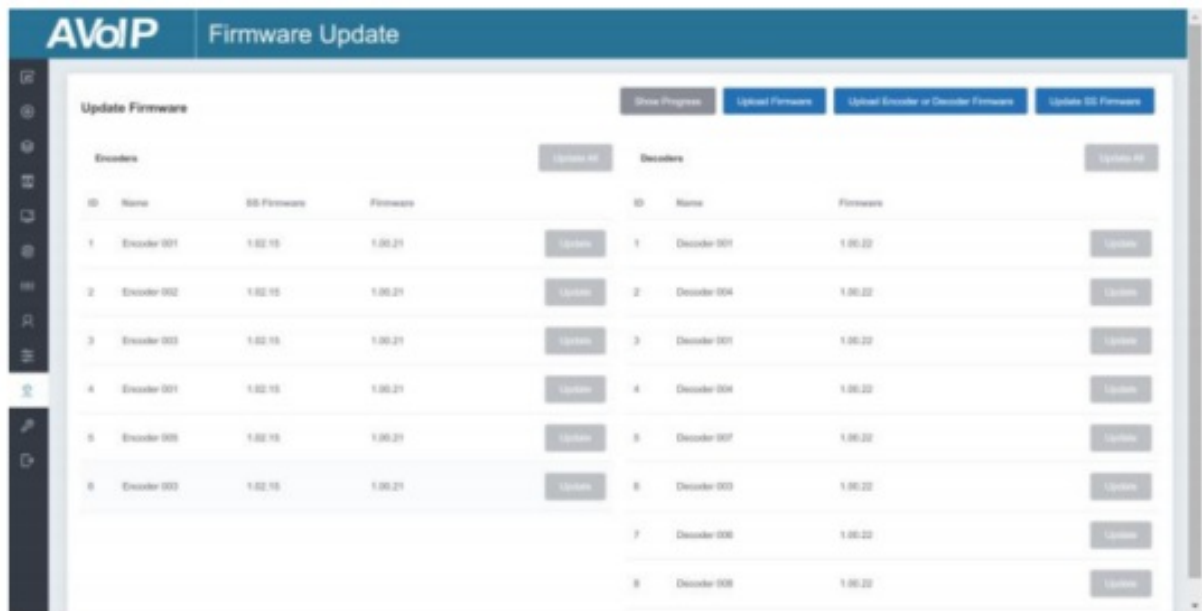 AVoIP Firmware Update
Update Firmware Show Progress Upload Firmware Upload Encoder or Decoder Firmware Update SS Firmware
Encoders Update All Decoders Update All
ID Name SS Firmware Firmware ID Name Firmware
1 Encoder 001 1.02.15 1.00.21 Update 1 Decoder 001 1.00.22 Update
2 Encoder 002 1.02.15 1.00.21 Update 2 Decoder 004 1.00.22 Update
3 Encoder 003 1.02.15 1.00.21 Update 3 Decoder 001 1.00.22 Update
4 Encoder 001 1.02.15 1.00.21 Update 4 Decoder 004 1.00.22 Update
5 Encoder 1.02.15 1.00.21 Update 5 Decoder 007 1.00.22 Update
6 Encoder 003 1.02.15 1.00.21 Update 6 Decoder 003 1.00.22 Update
7 Decoder 1.00.22 Update
8 Decoder 1.00.22 Update